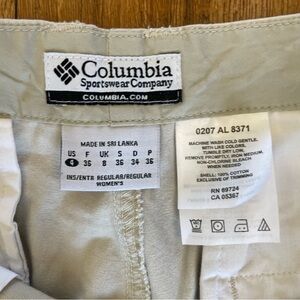 Columbia
Sportswear Company
COLUMBIA.COM
MADE IN SRI LANKA
US F UK S D P
36 8 36 34 36
INS/ENTR REGULAR/REGULAR
WOMEN'S
0207 AL 8371
MACHINE WASH COLD GENTLE.
WITH LIKE COLORS.
TUMBLE DRY LOW.
REMOVE PROMPTLY, IRON MEDIUM,
NON-CHLORINE BLEACH
WHEN NEEDED.
SHELL: 100% COTTON
EXCLUSIVE OF TRIMMING
RN 69724
CA 05367